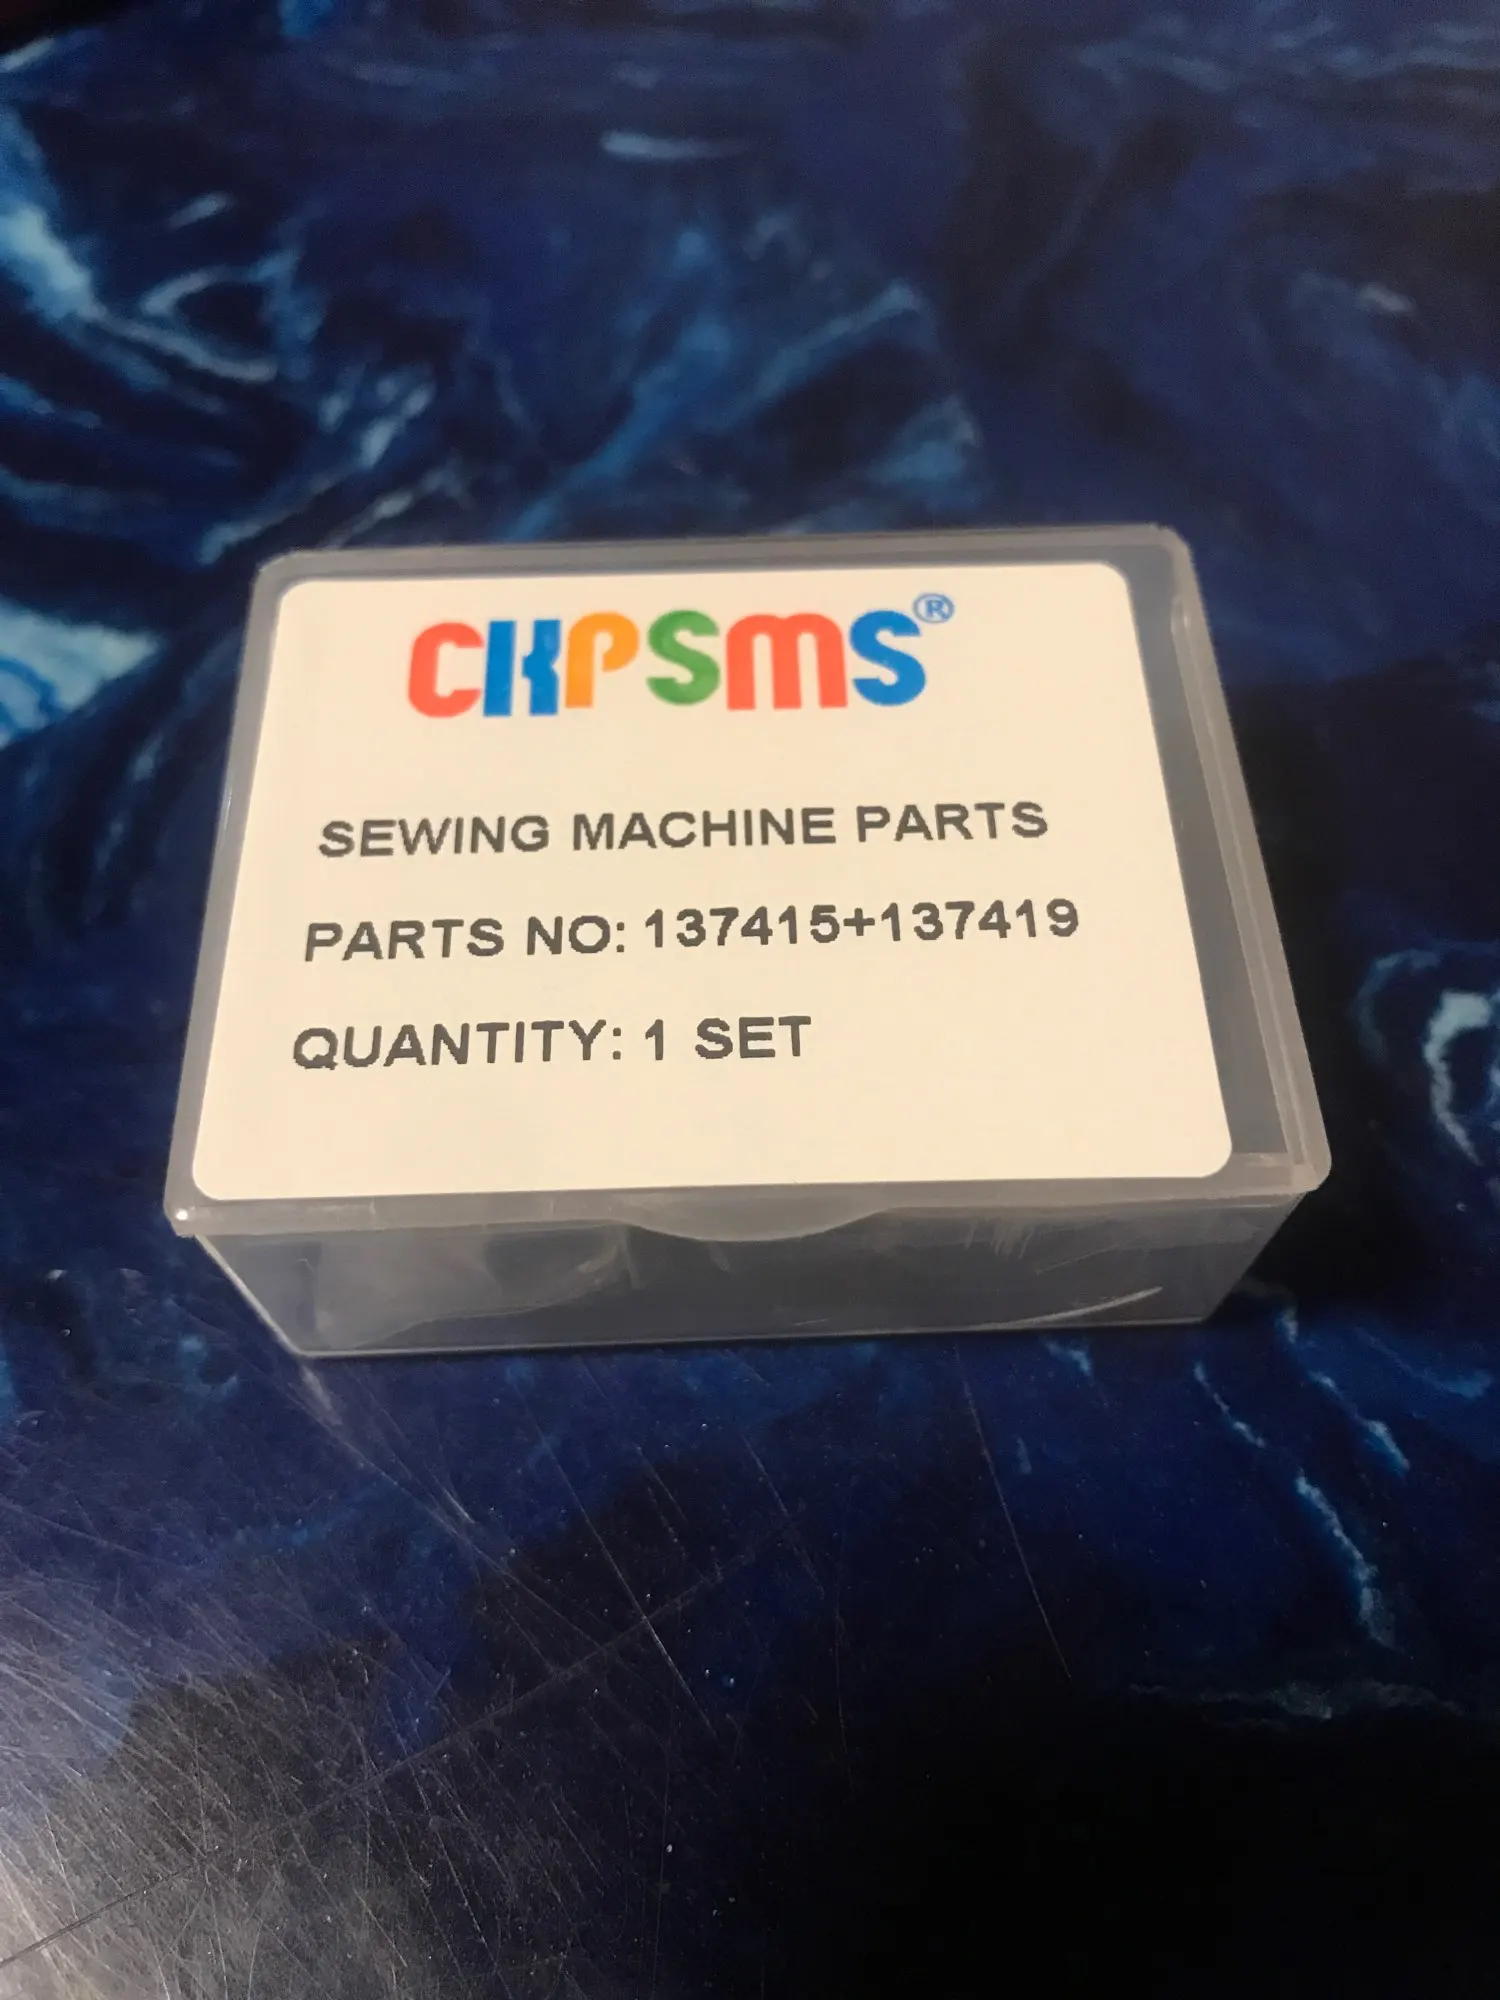 CKPSMS®
SEWING MACHINE PARTS
PARTS NO: 137415+137419
QUANTITY: 1 SET